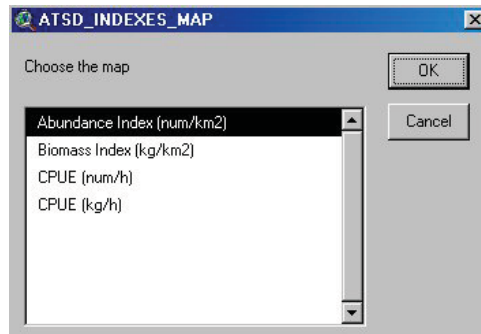 ATSD_INDEXES_MAP
Choose the map
OK
Cancel
Abundance Index (num/km2)
Biomass Index (kg/km2)
CPUE (num/h)
CPUE (kg/h)